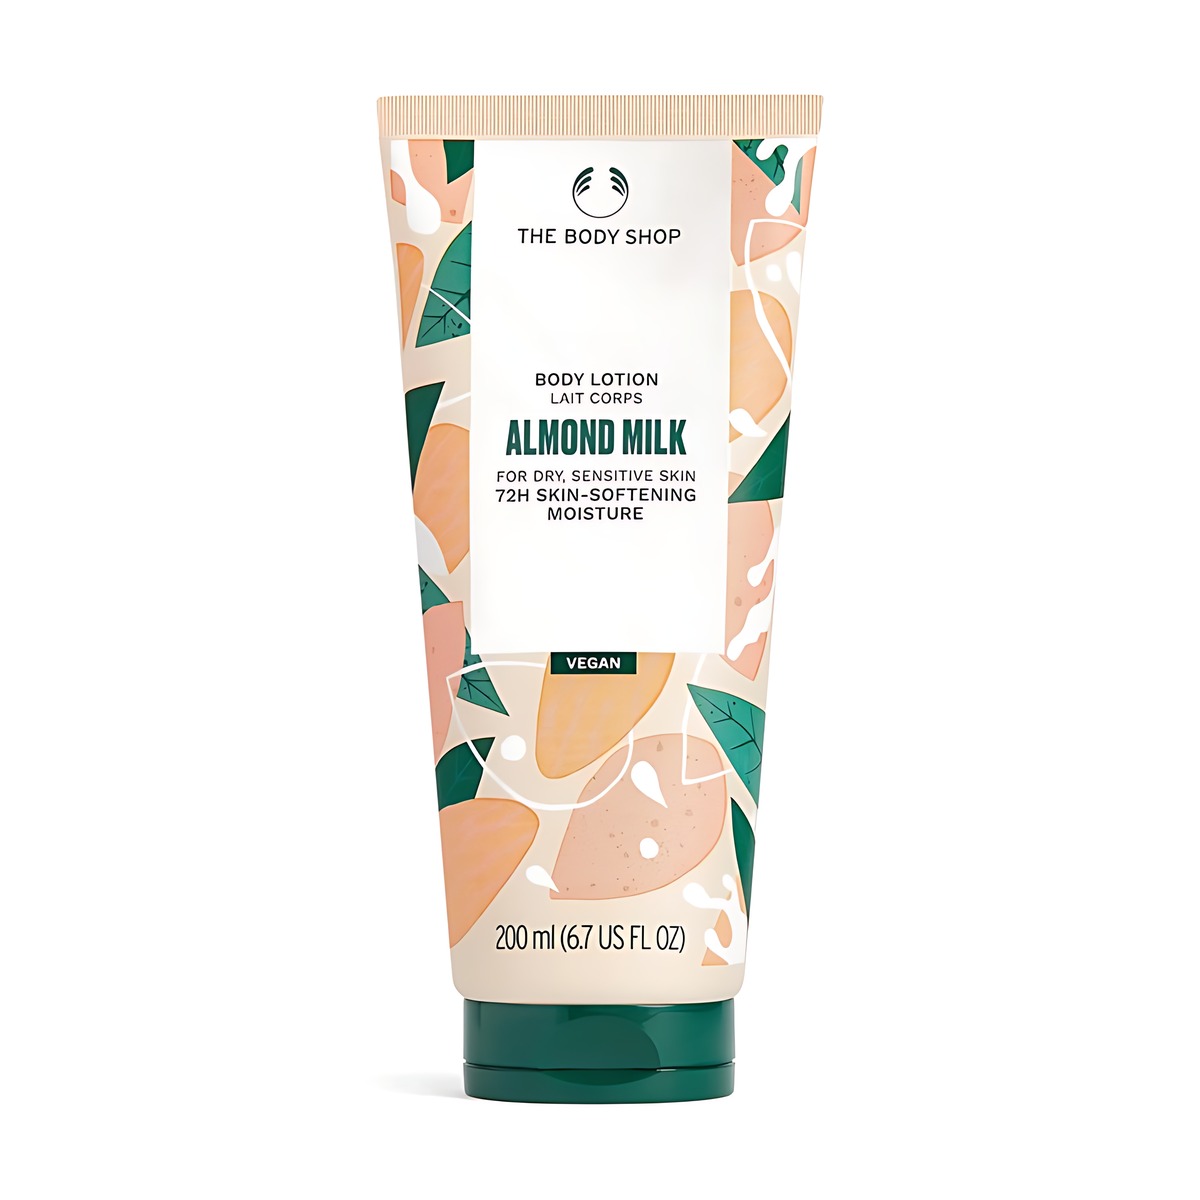 THE BODY SHOP
BODY LOTION
LAIT CORPS
ALMOND MILK
FOR DRY, SENSITIVE SKIN
72H SKIN-SOFTENING
MOISTURE
VEGAN
200 ml (6.7 US FL OZ)